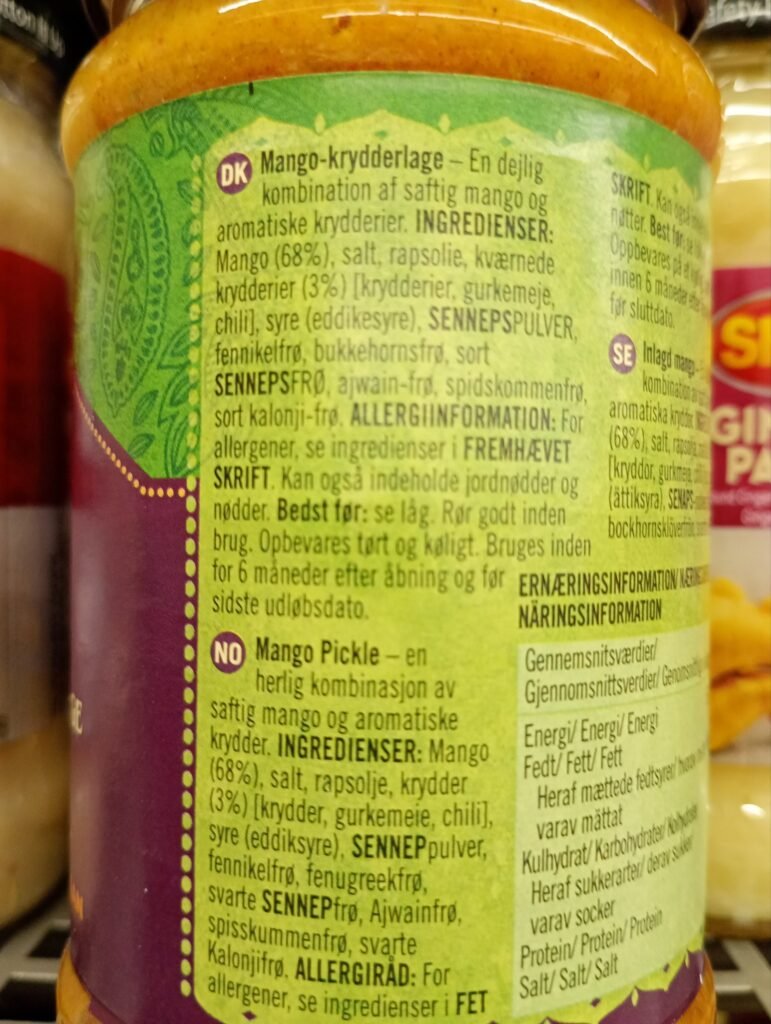 DK Mango-krydderlage – En dejlig
kombination af saftig mango og
aromatiske krydderier. INGREDIENSER:
Mango (68%), salt, rapsolie, kværnede
krydderier (3%) [krydderier, gurkemeje,
chili], syre (eddikesyre), SENNEPSPULVER,
fennikelfrø, bukkehornsfrø, sort
SENNEPSFRØ, ajwain-frø, spidskommenfrø,
sort kalonji-frø. ALLERGIINFORMATION: For
allergener, se ingredienser i FREMHÆVET
SKRIFT. Kan også indeholde jordnødder og
nødder. Bedst før: se låg. Rør godt inden
brug. Opbevares tørt og køligt. Bruges inden
for 6 måneder efter åbning og før
sidste udløbsdato.
NO Mango Pickle – en
herlig kombinasjon av
saftig mango og aromatiske
krydder. INGREDIENSER: Mango
(68%), salt, rapsolje, krydder
(3%) [krydder, gurkemeie, chili],
syre (eddiksyre), SENNEPpulver,
fennikelfrø, fenugreekfrø,
svarte SENNEPfrø, Ajwainfrø,
spisskummenfrø, svarte
Kalonjifrø. ALLERGIRÅD: For
allergener, se ingredienser i FET
SKRIFT. Kan også
nøtter. Best før: se
Oppbevares på et
innen 6 måneder etter
før sluttdato.
SE Inlagd mango –
kombination av
aromatiska kryddor.
(68%), salt, rapsolja,
[kryddor, gurkmeja,
(ättiksyra), SENAPS
bockhornsklöverfrön,
ERNÆRINGSINFORMATION/
NÄRINGSINFORMATION
Gennemsnitsværdier/
Gjennomsnittsverdier/
Energi/ Energi/ Energi
Fedt/ Fett/ Fett
Heraf mættede fedtsyrer/
varav mättat
Kulhydrat/ Karbohydrater/ Kolhydrater
Heraf sukkerarter/ derav sukker
varav socker
Protein/ Protein/ Protein
Salt/ Salt/ Salt